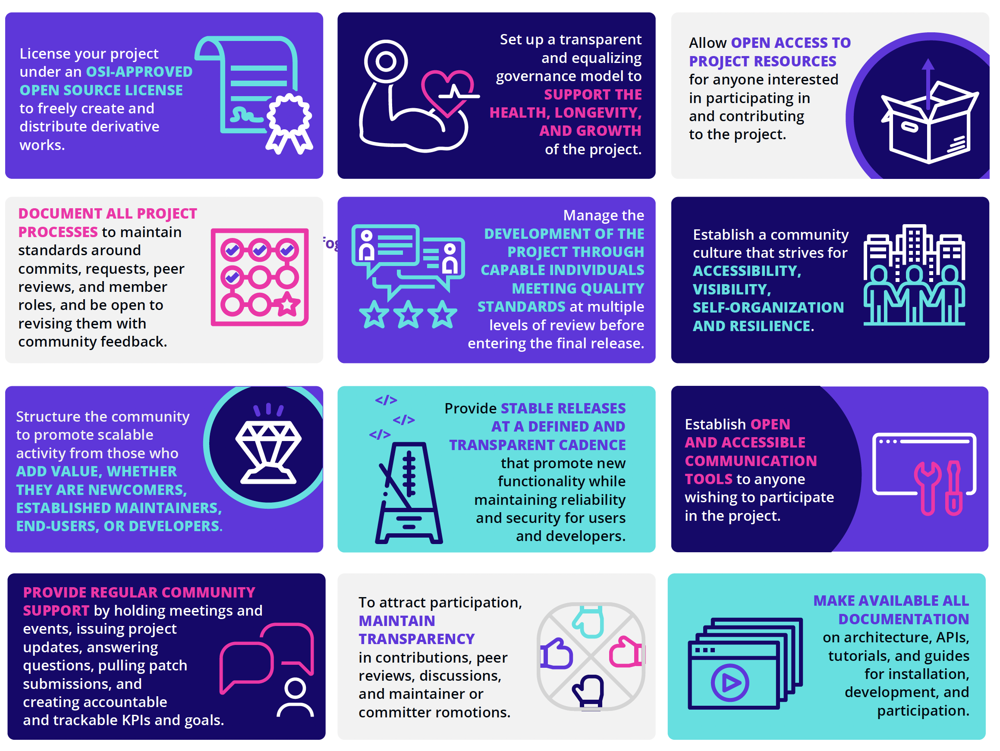 License your project
under an OSI-APPROVED
OPEN SOURCE LICENSE
to freely create and
distribute derivative
works.
Set up a transparent
and equalizing
governance model to
SUPPORT THE
HEALTH, LONGEVITY,
AND GROWTH
of the project.
Allow OPEN ACCESS TO
PROJECT RESOURCES
for anyone interested
in participating in
and contributing
to the project.
DOCUMENT ALL PROJECT
PROCESSES to maintain
standards around
commits, requests, peer
reviews, and member
roles, and be open to
revising them with
community feedback.
Manage the
DEVELOPMENT OF THE
PROJECT THROUGH
CAPABLE INDIVIDUALS
MEETING QUALITY
STANDARDS at multiple
levels of review before
entering the final release.
Establish a community
culture that strives for
ACCESSIBILITY,
VISIBILITY,
SELF-ORGANIZATION
AND RESILIENCE.
Structure the community
to promote scalable
activity from those who
ADD VALUE, WHETHER
THEY ARE NEWCOMERS,
ESTABLISHED MAINTAINERS,
END-USERS, OR DEVELOPERS.
</>
</>
</>
Provide STABLE RELEASES
AT A DEFINED AND
TRANSPARENT CADENCE
that promote new
functionality while
maintaining reliability
and security for users
and developers.
Establish OPEN
AND ACCESSIBLE
COMMUNICATION
TOOLS to anyone
wishing to participate
in the project.
PROVIDE REGULAR COMMUNITY
SUPPORT by holding meetings and
events, issuing project
updates, answering
questions, pulling patch
submissions, and
creating accountable
and trackable KPIs and goals.
To attract participation,
MAINTAIN
TRANSPARENCY
in contributions, peer
reviews, discussions,
and maintainer or
committer romotions.
MAKE AVAILABLE ALL
DOCUMENTATION
on architecture, APIs,
tutorials, and guides
for installation,
development, and
participation.